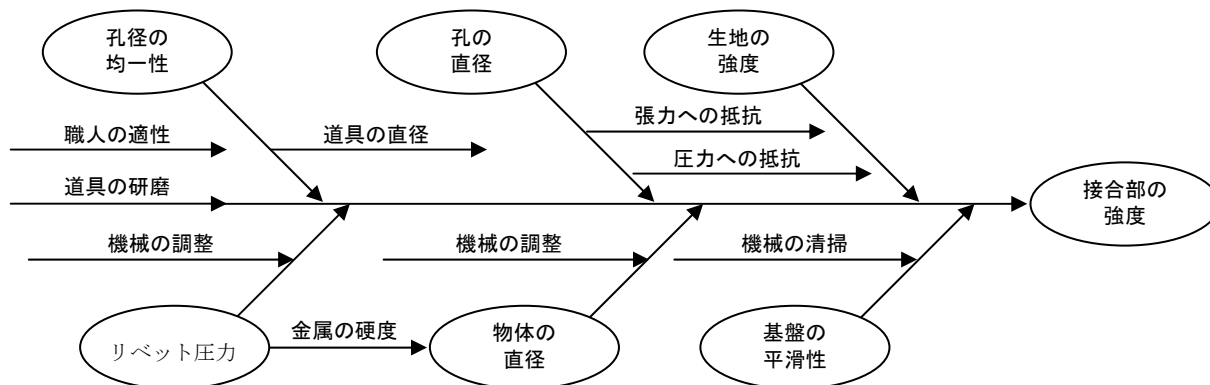 孔径の
均一性
孔の
直径
生地の
強度
張力への抵抗
職人の適性
道具の直径
圧力への抵抗
道具の研磨
接合部の
強度
機械の調整
機械の調整
機械の清掃
リベット圧力
金属の硬度
物体の
直径
基盤の
平滑性